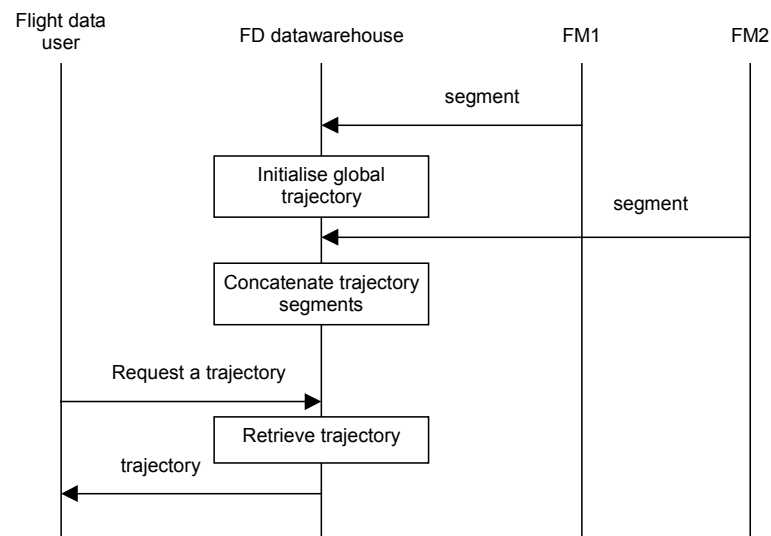 Flight data
user
FD datawarehouse
FM1
FM2
segment
Initialise global
trajectory
segment
Concatenate trajectory
segments
Request a trajectory
Retrieve trajectory
trajectory